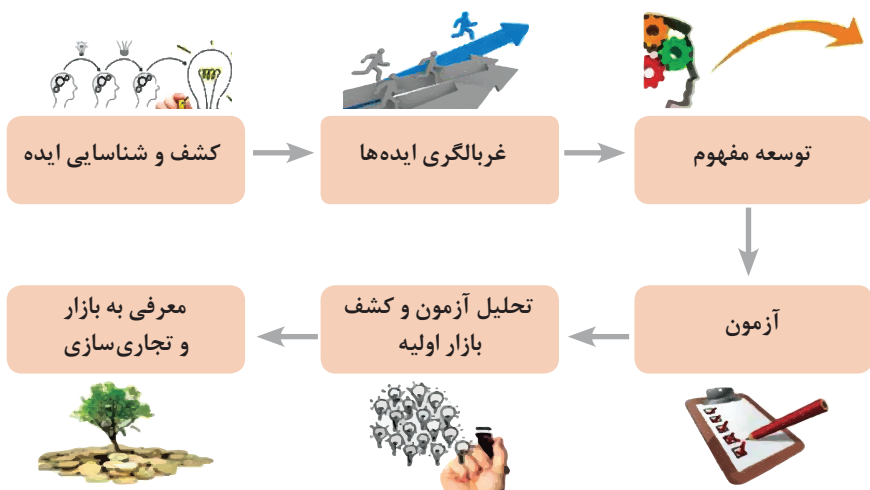 کشف و شناسایی ایده
غربالگری ایده‌ها
توسعه مفهوم
آزمون
تحلیل آزمون و کشف
بازار اولیه
معرفی به بازار
و تجاری‌سازی